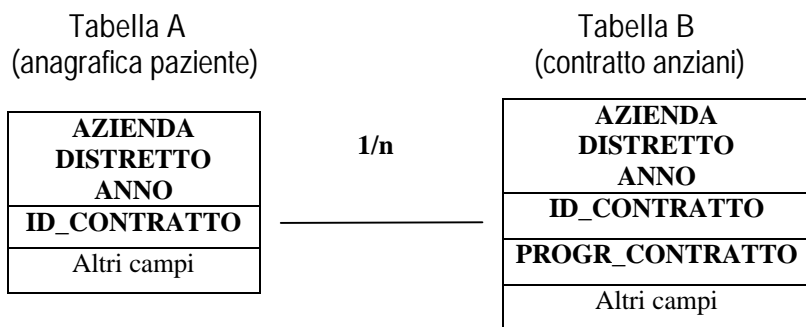 Tabella A
(anagrafica paziente)
AZIENDA
DISTRETTO
ANNO
ID_CONTRATTO
Altri campi
1/n
Tabella B
(contratto anziani)
AZIENDA
DISTRETTO
ANNO
ID_CONTRATTO
PROGR_CONTRATTO
Altri campi